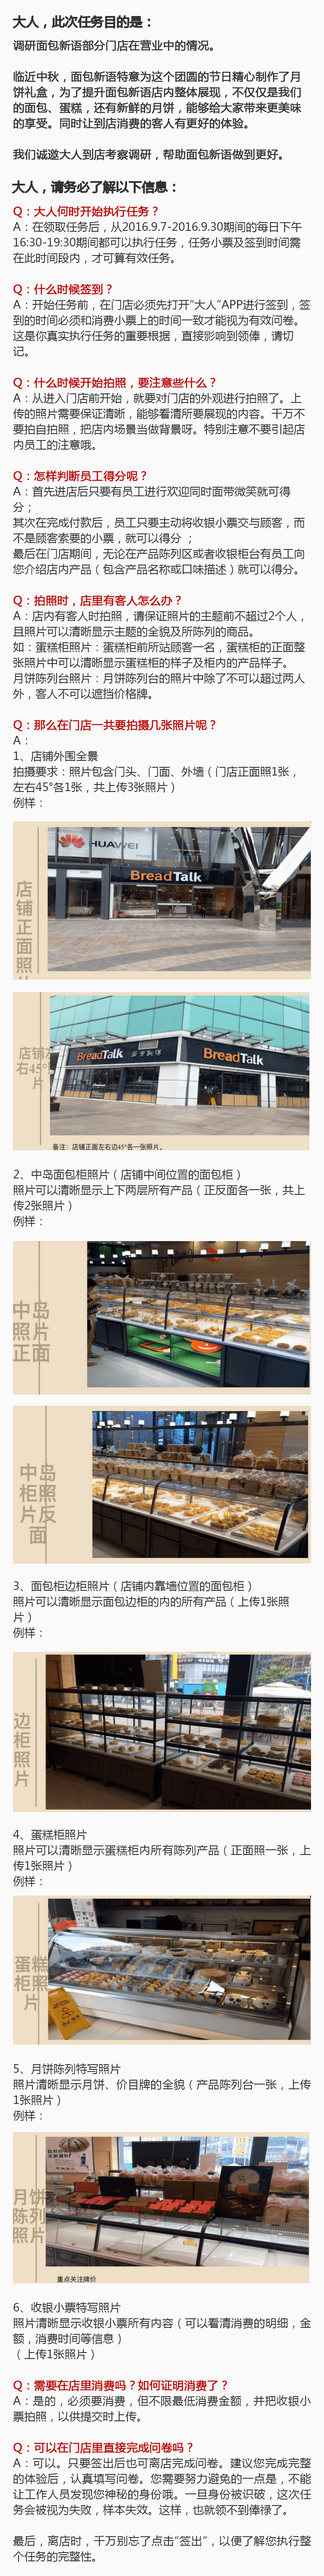 大人，此次任务目的是：
调研面包新语部分门店在营业中的情况。
临近中秋，面包新语特意为这个团圆的节日精心制作了月
饼礼盒，为了提升面包新语店内整体展现，不仅仅是我们
的面包、蛋糕，还有新鲜的月饼，能够给大家带来更美味
的享受。同时让到店消费的客人有更好的体验。
我们诚邀大人到店考察调研，帮助面包新语做到更好。
大人，请务必了解以下信息：
Q：大人何时开始执行任务？
A：在领取任务后，从2016.9.7-2016.9.30期间的每日下午
16:30-19:30期间都可以执行任务，任务小票及签到时间需
在此时间段内，才可算有效任务。
Q：什么时候签到？
A：开始任务前，在门店必须先打开“大人”APP进行签到，签
到的时间必须和消费小票上的时间一致才能视为有效问卷。
这是你真实执行任务的重要根据，直接影响到领俸，请切
记。
Q：什么时候开始拍照，要注意些什么？
A：从进入门店前开始，就要对门店的外观进行拍照了。上
传的照片需要保证清晰，能够看清所要展现的内容。千万不
要拍自拍照，把店内场景当做背景呀。特别注意不要引起店
内员工的注意哦。
Q：怎样判断员工得分呢？
A：首先进店后只要有员工进行欢迎同时面带微笑就可得
分；
其次在完成付款后，员工只要主动将收银小票交与顾客，而
不是顾客索要的小票，就可以得分 ；
最后在门店期间，无论在产品陈列区或者收银柜台有员工向
您介绍店内产品（包含产品名称或口味描述）就可以得分。
Q：拍照时，店里有客人怎么办？
A：店内有客人时拍照，请保证照片的主题前不超过2个人，
且照片可以清晰显示主题的全貌及所陈列的商品。
如：蛋糕柜照片：蛋糕柜前所站顾客一名，蛋糕柜的正面整
张照片中可以清晰显示蛋糕柜的样子及柜内的产品样子。
月饼陈列台照片：月饼陈列台的照片中除了不可以超过两人
外，客人不可以遮挡价格牌。
Q：那么在门店一共要拍摄几张照片呢？
A：
1、店铺外围全景
拍摄要求：照片包含门头、门面、外墙（门店正面照1张，
左右45°各1张，共上传3张照片）
例样：
店
铺
正
面
照
HUAWEI
BreadTalk
店铺左
右45°
片
BreadTalk
BreadTalk
备注：店铺正面左右边45°各一张照片。
2、中岛面包柜照片（店铺中间位置的面包柜）
照片可以清晰显示上下两层所有产品（正反面各一张，共上
传2张照片）
例样：
中岛
照片
正面
中岛
柜照
片反
面
3、面包柜边柜照片（店铺内靠墙位置的面包柜）
照片可以清晰显示面包边柜的内的所有产品（上传1张照
片）
例样：
边
柜
照
片
4、蛋糕柜照片
照片可以清晰显示蛋糕柜内所有陈列产品（正面照一张，上
传1张照片）
例样：
蛋糕
柜照
片
5、月饼陈列特写照片
照片清晰显示月饼、价目牌的全貌（产品陈列台一张，上传
1张照片）
例样：
月饼
陈列
照片
重点关注牌价
6、收银小票特写照片
照片清晰显示收银小票所有内容（可以看清消费的明细，金
额，消费时间等信息）
（上传1张照片）
Q：需要在店里消费吗？如何证明消费了？
A：是的，必须要消费，但不限最低消费金额，并把收银小
票拍照，以供提交时上传。
Q：可以在门店里直接完成问卷吗？
A：可以。只要签出后也可离店完成问卷。建议您完成完整
的体验后，认真填写问卷。您需要努力避免的一点是，不能
让工作人员发现您神秘的身份哦。一旦身份被识破，这次任
务会被视为失败，样本失效。这样，也就领不到俸禄了。
最后，离店时，千万别忘了点击“签出”，以便了解您执行整
个任务的完整性。